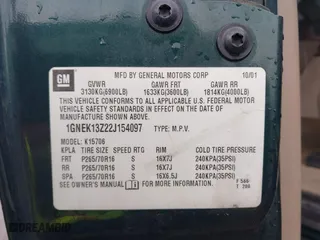 GM
MFD BY GENERAL MOTORS CORP 10/01
GVWR GAWR FRT GAWR RR
3130KG(6900LB) 1633KG(3600LB) 1814KG(4000LB)
THIS VEHICLE CONFORMS TO ALL APPLICABLE U.S. FEDERAL MOTOR
VEHICLE SAFETY STANDARDS IN EFFECT ON THE DATE OF
MANUFACTURE SHOWN ABOVE.
1GNEK13Z22J154097 TYPE: M.P.V.
MODEL: K15706
KPLA TIRE SIZE SPEED RTG RIM COLD TIRE PRESSURE
FRT P265/70R16 S 16X7J 240KPA(35PSI)
RR P265/70R16 S 16X7J 240KPA(35PSI)
SPA P265/70R16 S 16X6.5J 240KPA(35PSI)
SEE OWNER'S MANUAL FOR MORE INFORMATION.
DREAMBID